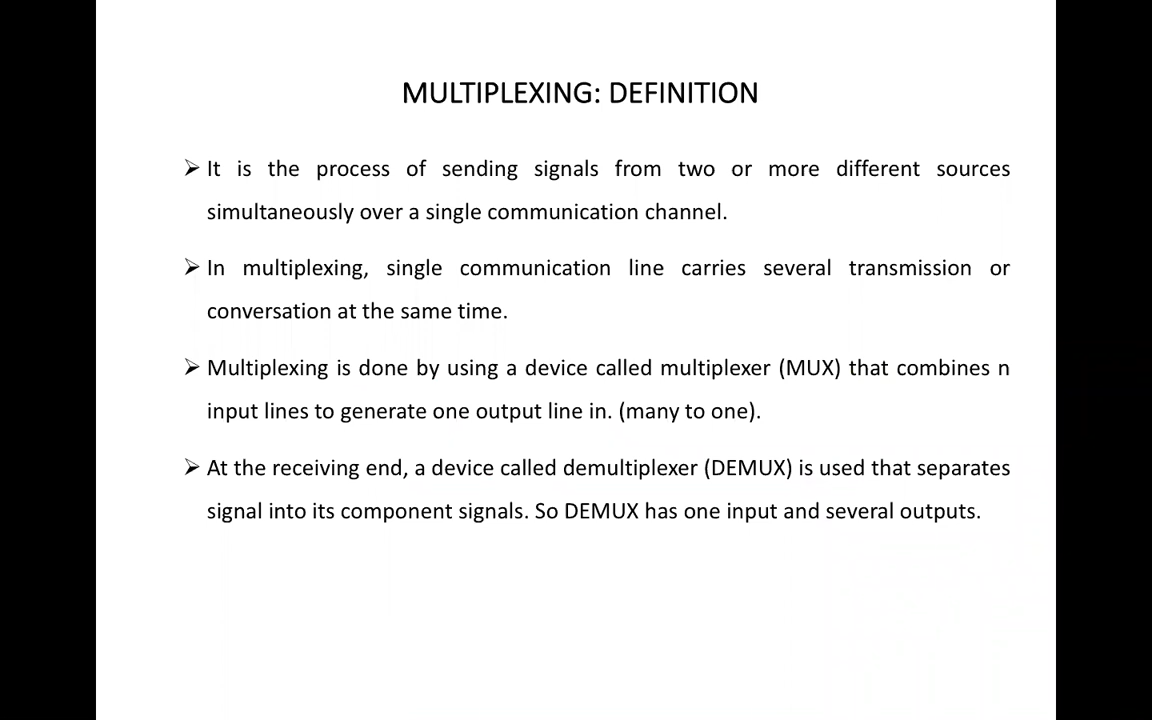 MULTIPLEXING: DEFINITION
➢ It is the process of sending signals from two or more different sources
simultaneously over a single communication channel.
➢ In multiplexing, single communication line carries several transmission or
conversation at the same time.
➢ Multiplexing is done by using a device called multiplexer (MUX) that combines n
input lines to generate one output line in. (many to one).
➢ At the receiving end, a device called demultiplexer (DEMUX) is used that separates
signal into its component signals. So DEMUX has one input and several outputs.